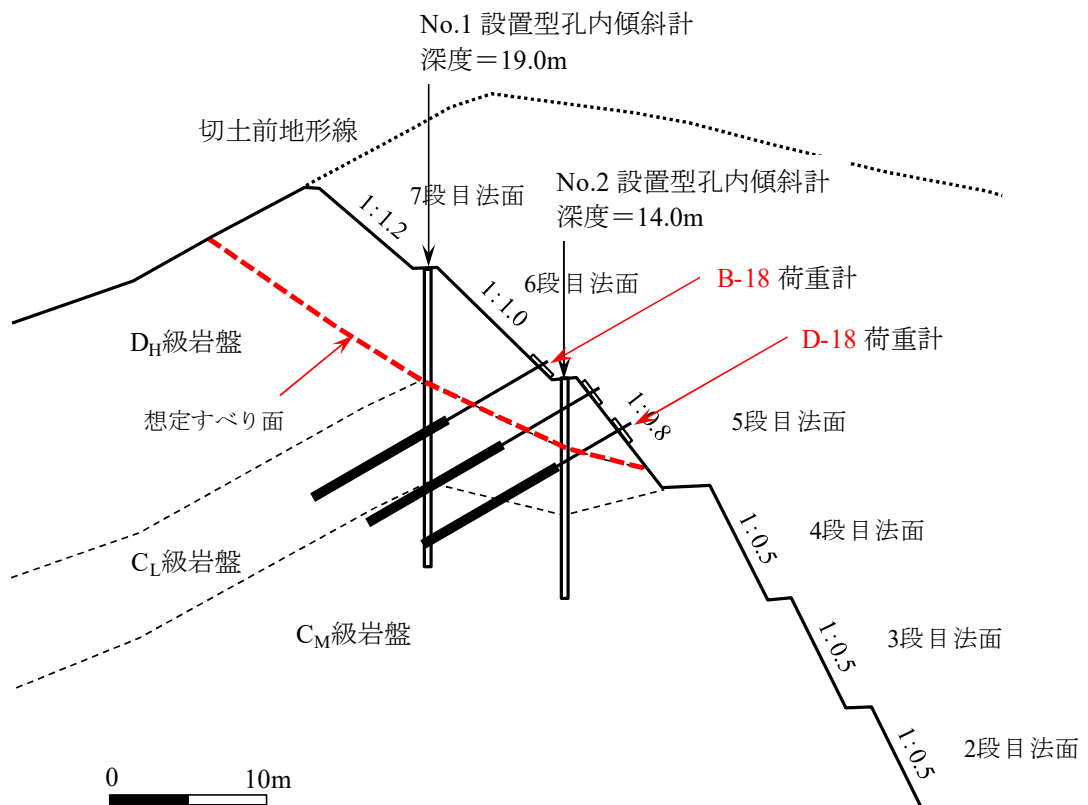 No.1 設置型孔内傾斜計
深度＝19.0m
切土前地形線
7段目法面
No.2 設置型孔内傾斜計
深度＝14.0m
1:1.2
6段目法面
B-18 荷重計
1:1.0
D-18 荷重計
DH級岩盤
想定すべり面
1:0.8
5段目法面
4段目法面
1:0.5
CL級岩盤
CM級岩盤
3段目法面
1:0.5
2段目法面
1:0.5
0 10m